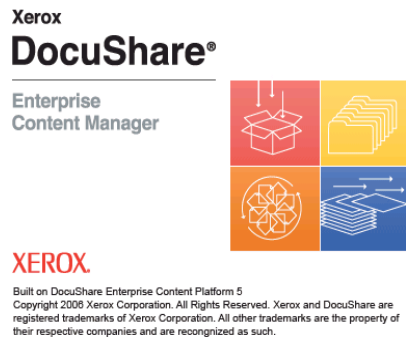 Xerox
DocuShare®
Enterprise
Content Manager
XEROX.
Built on DocuShare Enterprise Content Platform 5
Copyright 2006 Xerox Corporation. All Rights Reserved. Xerox and DocuShare are
registered trademarks of Xerox Corporation. All other trademarks are the property of
their respective companies and are recongnized as such.